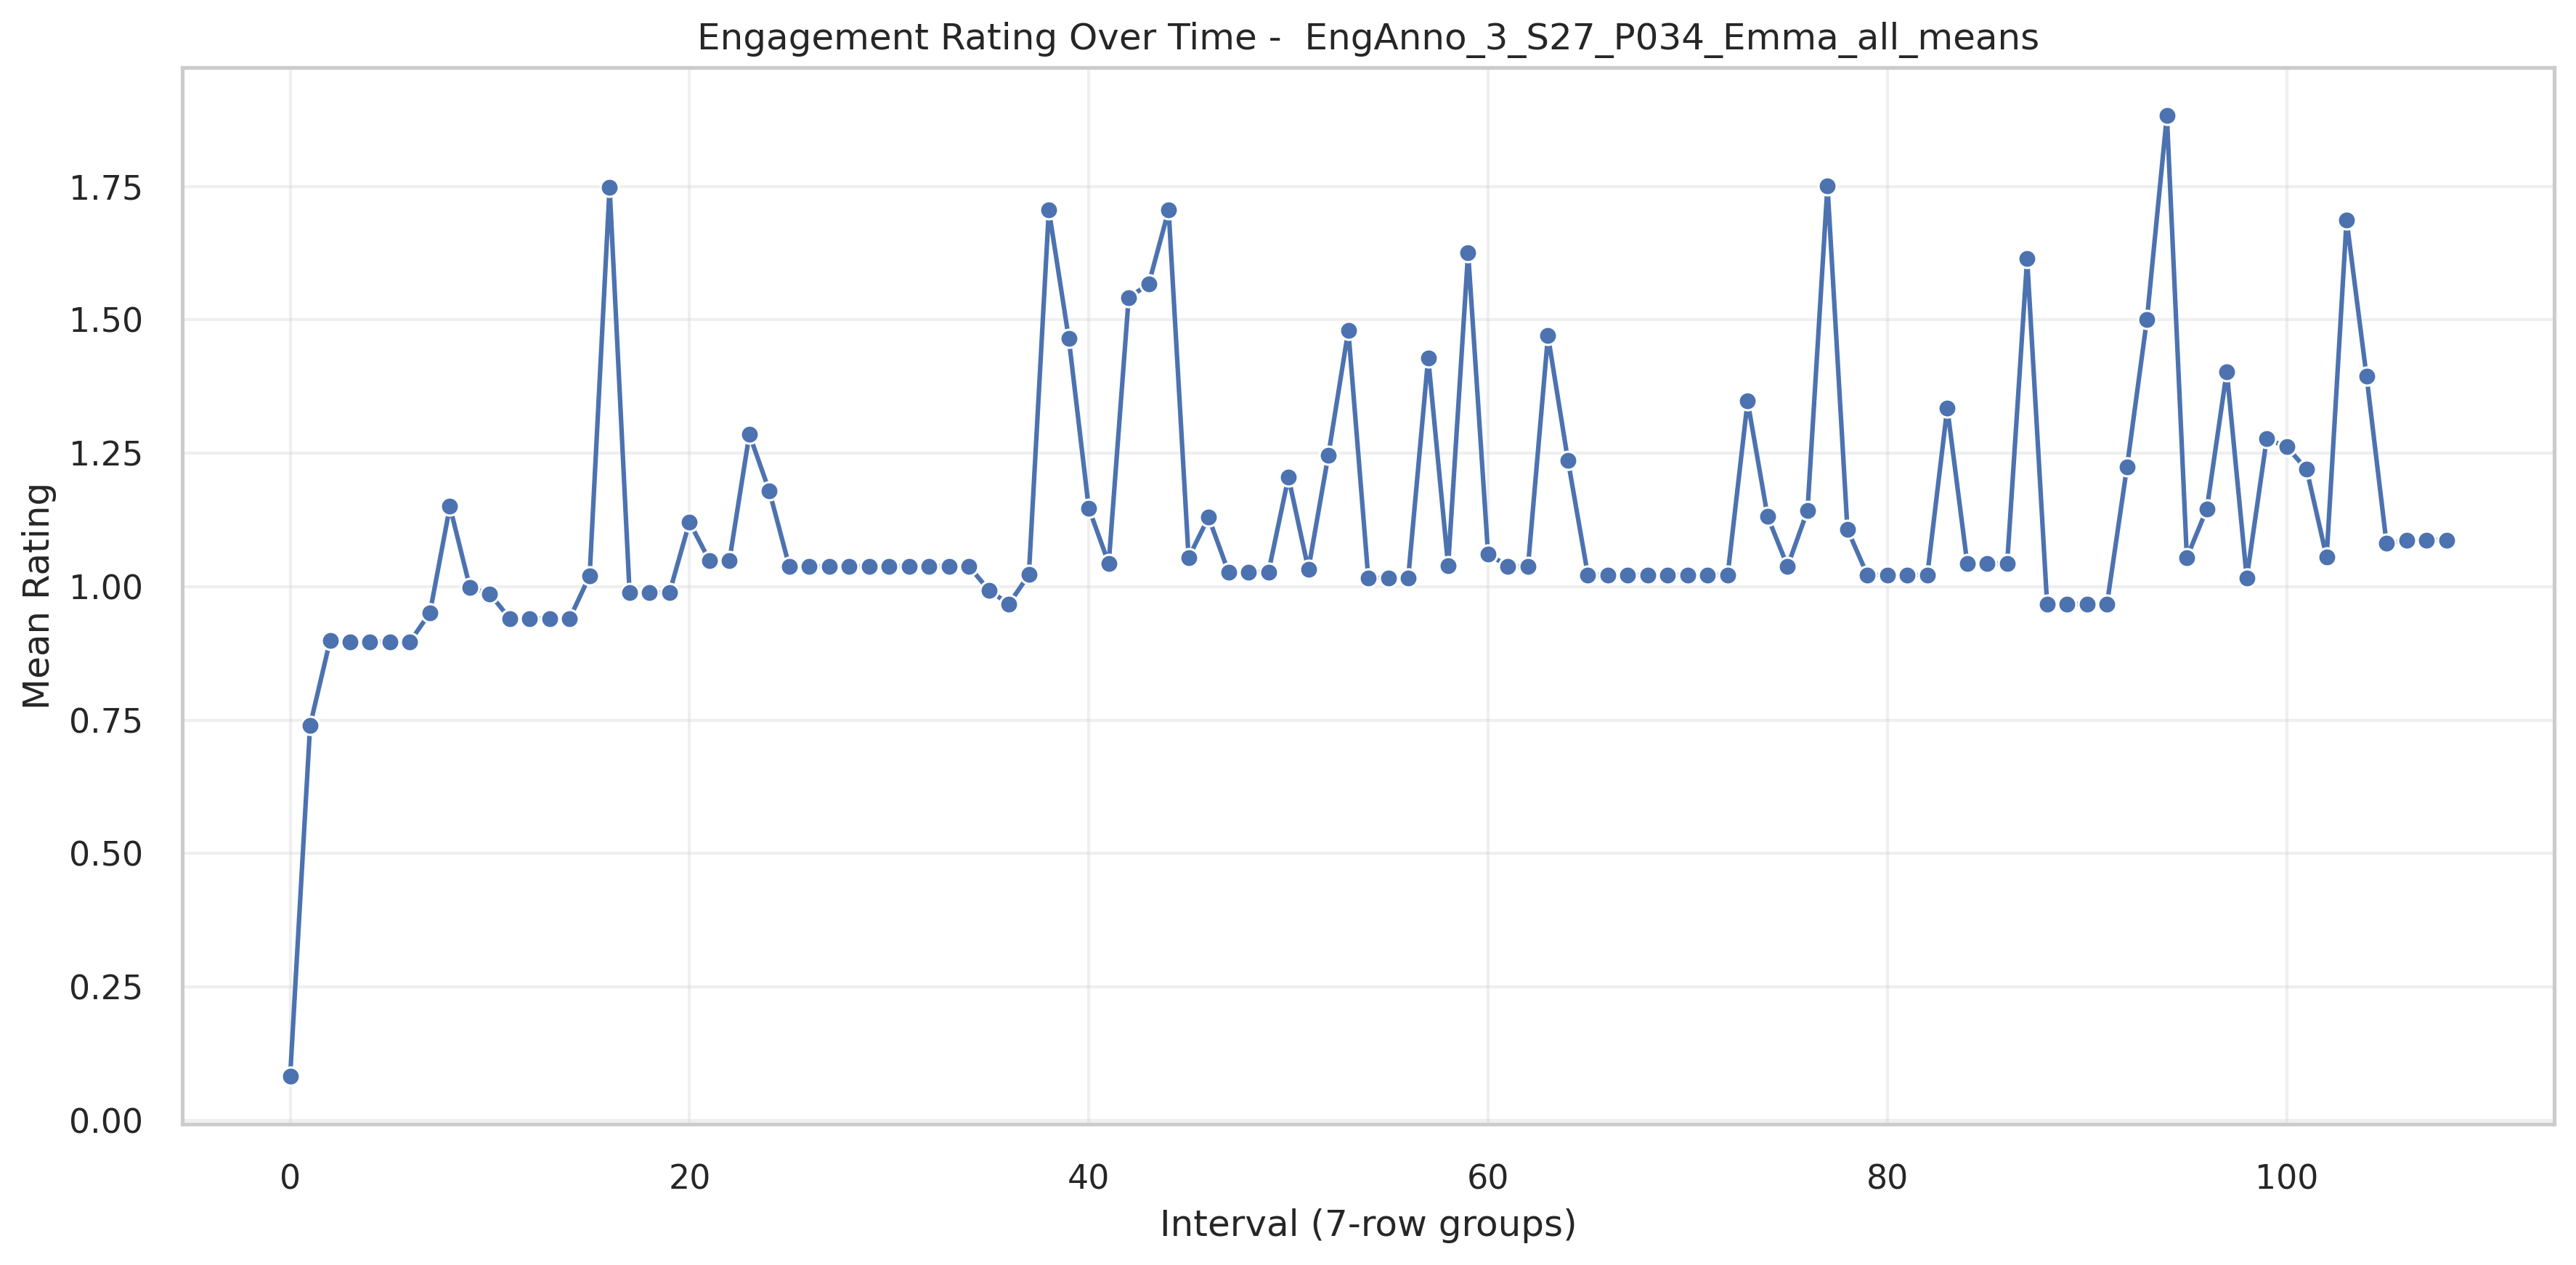 Engagement Rating Over Time -  EngAnno_3_S27_P034_Emma_all_means
Mean Rating
1.75
1.50
1.25
1.00
0.75
0.50
0.25
0.00
0 20 40 60 80 100
Interval (7-row groups)